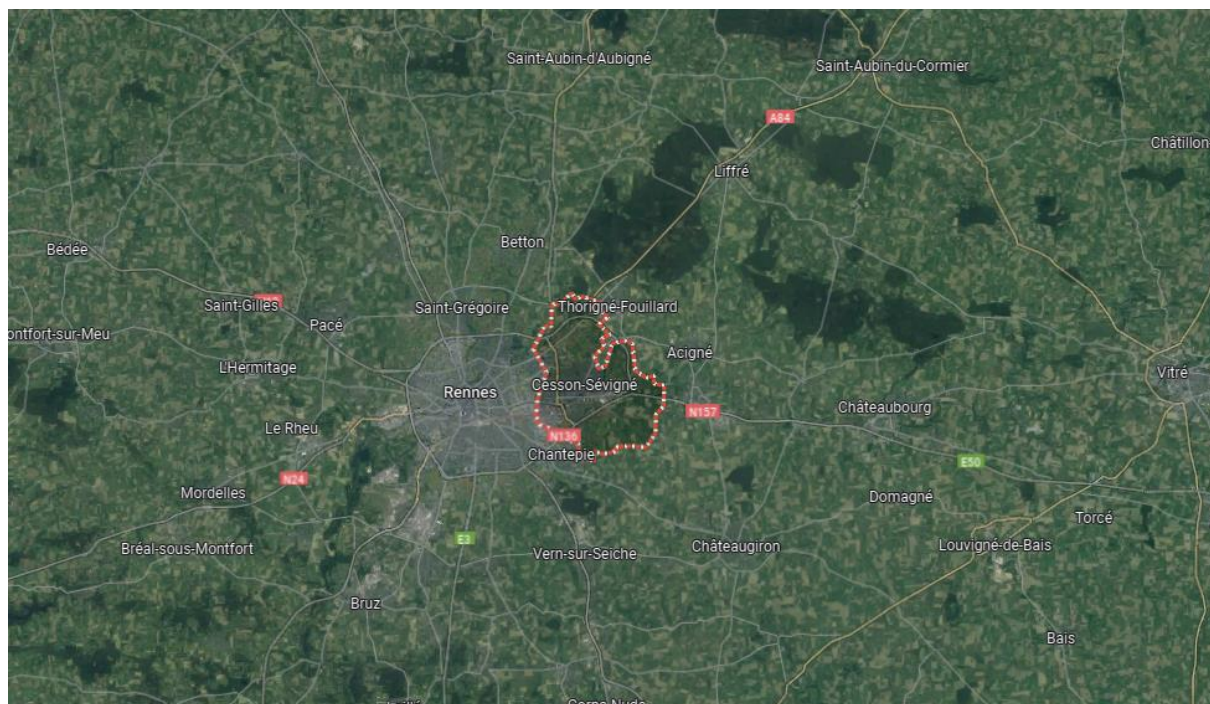 Saint-Aubin-d'Aubigné
Saint-Aubin-du-Cormier
A84
Châtillon-
Liffré
Betton
Bédée
Saint-Gilles
Saint-Grégoire
Thorigné-Fouillard
Pacé
ontfort-sur-Meu
Acigné
L'Hermitage
Vitré
Cesson-Sévigné
Rennes
Châteaubourg
N157
Le Rheu
N136
Chantepie
E50
N24
Mordelles
Domagné
Torcé
E3
Bréal-sous-Montfort
Vern-sur-Seiche
Châteaugiron
Louvigné-de-Bais
Bruz
Bais